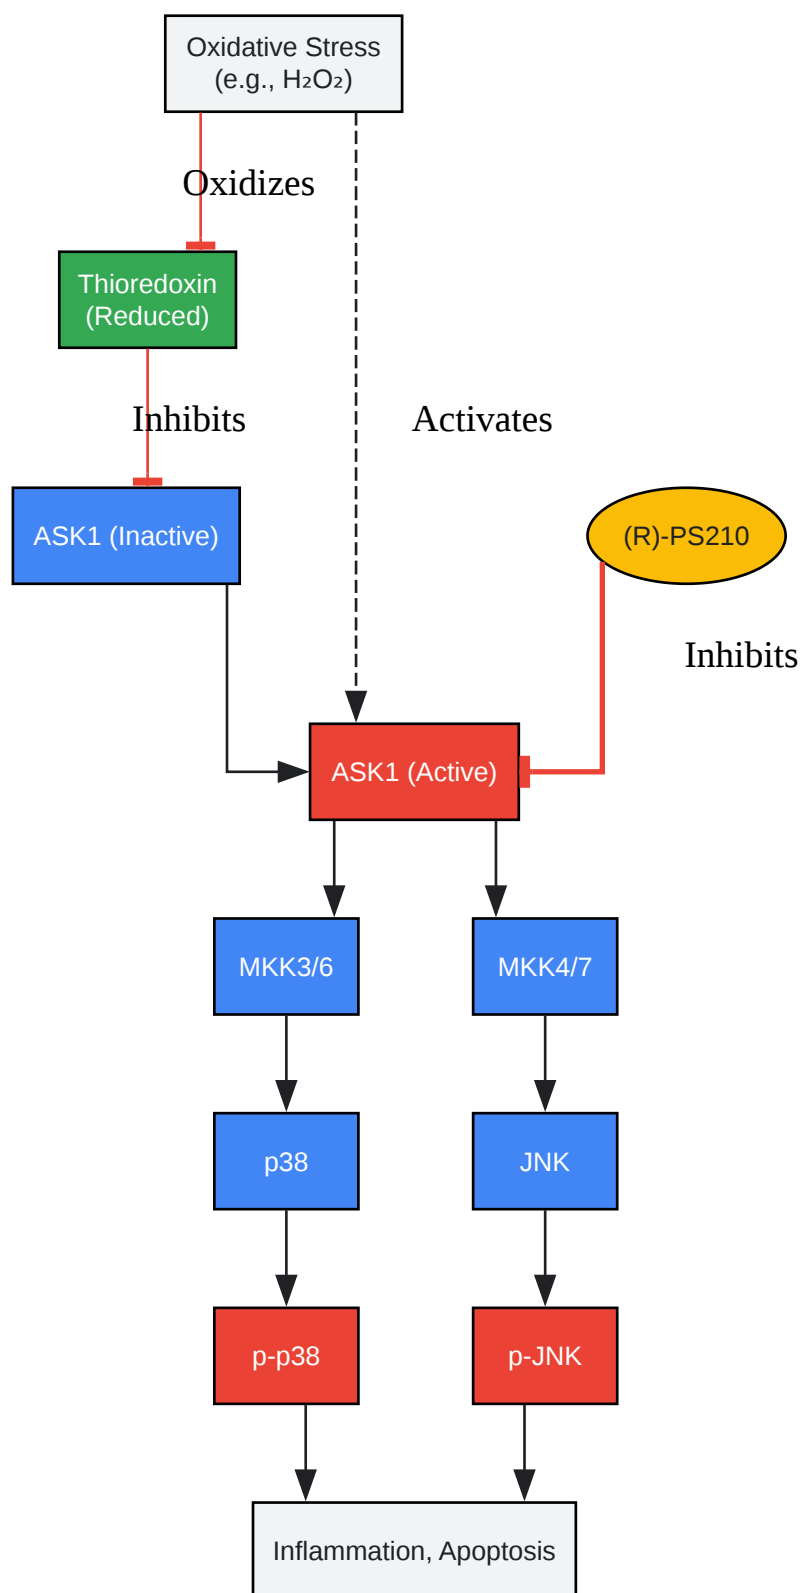 Oxidative Stress
(e.g., H₂O₂)
Oxidizes
Thioredoxin
(Reduced)
Inhibits
Activates
ASK1 (Inactive)
(R)-PS210
Inhibits
ASK1 (Active)
MKK3/6
MKK4/7
p38
JNK
p-p38
p-JNK
Inflammation, Apoptosis